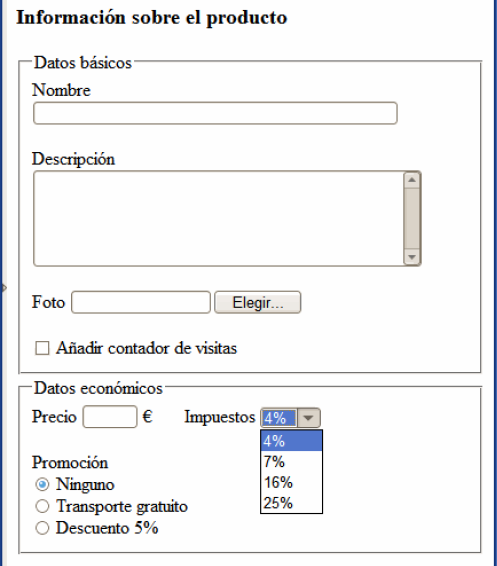 Información sobre el producto
Datos básicos
Nombre
Descripción
Foto Elegir...
Añadir contador de visitas
Datos económicos
Precio € Impuestos 4%
4%
7%
16%
25%
Promoción
Ninguno
Transporte gratuito
Descuento 5%